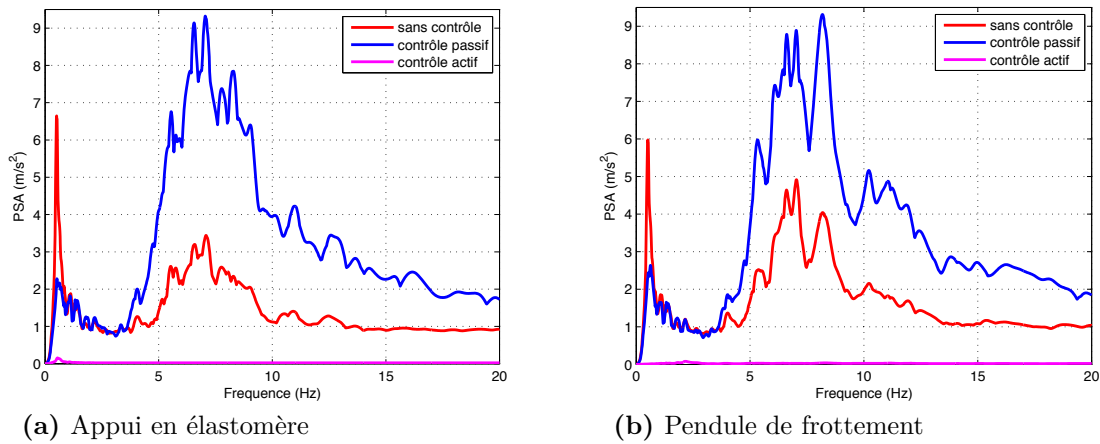 9
8
7
6
5
4
3
2
1
0
PSA (m/s²)
0 5 10 15 20
Frequence (Hz)
sans contrôle
contrôle passif
contrôle actif
(a) Appui en élastomère
9
8
7
6
5
4
3
2
1
0
PSA (m/s²)
0 5 10 15 20
Frequence (Hz)
sans contrôle
contrôle passif
contrôle actif
(b) Pendule de frottement